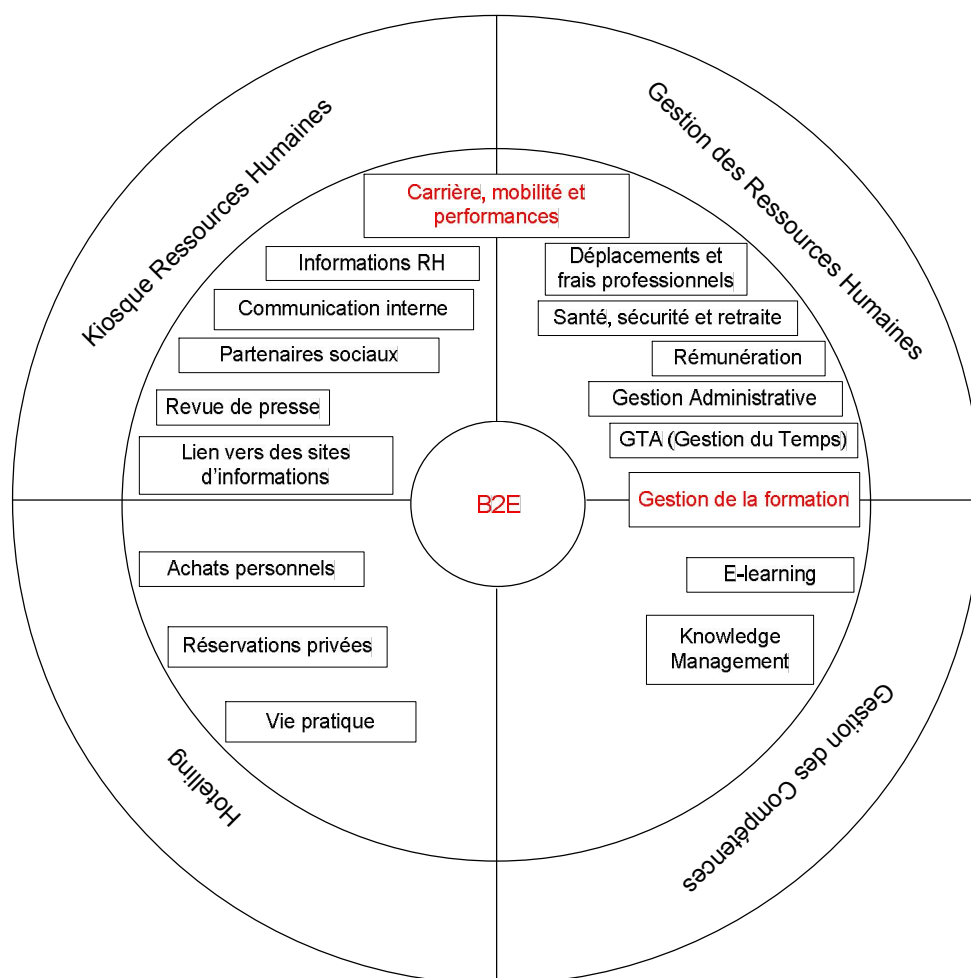 Kiosque Ressources Humaines
Gestion des Ressources Humaines
Carrière, mobilité et
performances
Informations RH
Communication interne
Partenaires sociaux
Revue de presse
Lien vers des sites
d'informations
Déplacements et
frais professionnels
Santé, sécurité et retraite
Rémunération
Gestion Administrative
GTA (Gestion du Temps)
B2E
Gestion de la formation
Achats personnels
Réservations privées
Vie pratique
E-learning
Knowledge
Management
Hotelling
Gestion des Compétences